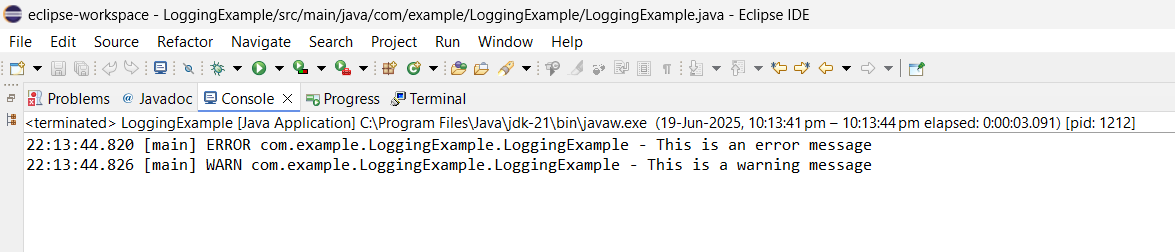 eclipse-workspace - LoggingExample/src/main/java/com/example/LoggingExample/LoggingExample.java - Eclipse IDE
File Edit Source Refactor Navigate Search Project Run Window Help
Problems @ Javadoc Console Progress Terminal
<terminated> LoggingExample [Java Application] C:\Program Files\Java\jdk-21\bin\javaw.exe (19-Jun-2025, 10:13:41 pm – 10:13:44 pm elapsed: 0:00:03.091) [pid: 1212]
22:13:44.820 [main] ERROR com.example.LoggingExample.LoggingExample - This is an error message
22:13:44.826 [main] WARN com.example.LoggingExample.LoggingExample - This is a warning message